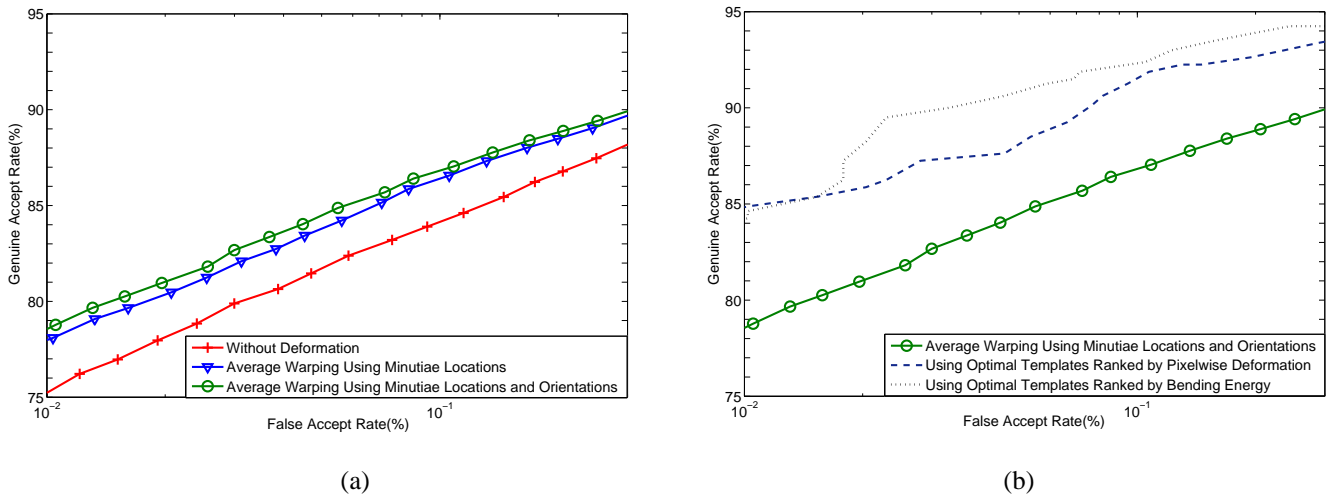 95
90
85
80
75
Genuine Accept Rate(%)
10^-2
10^-1
False Accept Rate(%)
Without Deformation
Average Warping Using Minutiae Locations
Average Warping Using Minutiae Locations and Orientations
(a)
95
90
85
80
75
Genuine Accept Rate(%)
10^-2
10^-1
False Accept Rate(%)
Average Warping Using Minutiae Locations and Orientations
Using Optimal Templates Ranked by Pixelwise Deformation
Using Optimal Templates Ranked by Bending Energy
(b)